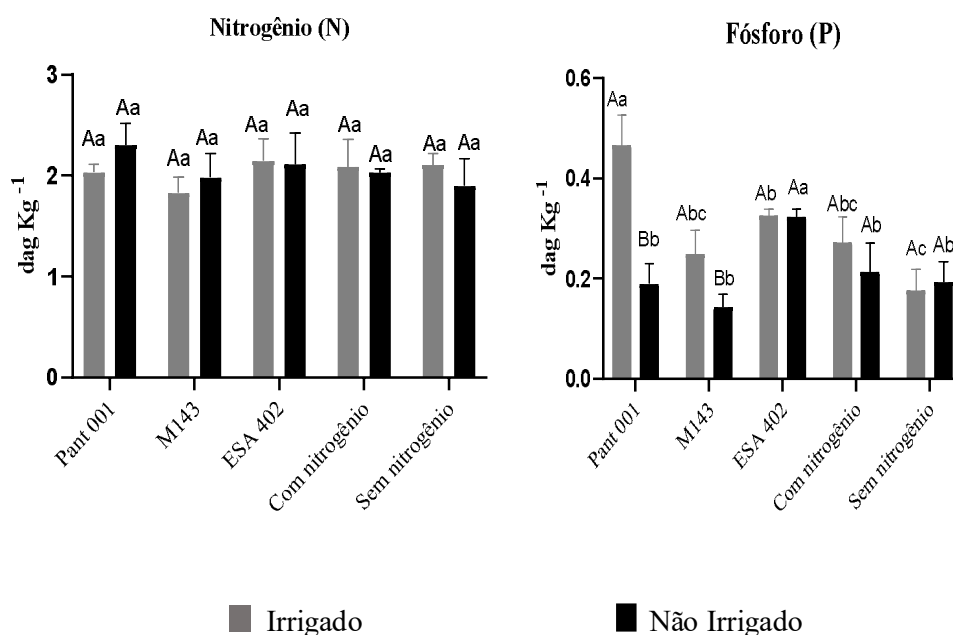 Nitrogênio (N)
dag Kg⁻¹
3
2
1
0
Aa Aa Aa Aa Aa Aa Aa Aa Aa Aa
Pant 001
M143
ESA 402
Com nitrogênio
Sem nitrogênio
Fósforo (P)
dag Kg⁻¹
0.6
0.4
0.2
0.0
Aa Bb Abc Bb Ab Aa Abc Ab Ac Ab
Pant 001
M143
ESA 402
Com nitrogênio
Sem nitrogênio
Irrigado
Não Irrigado